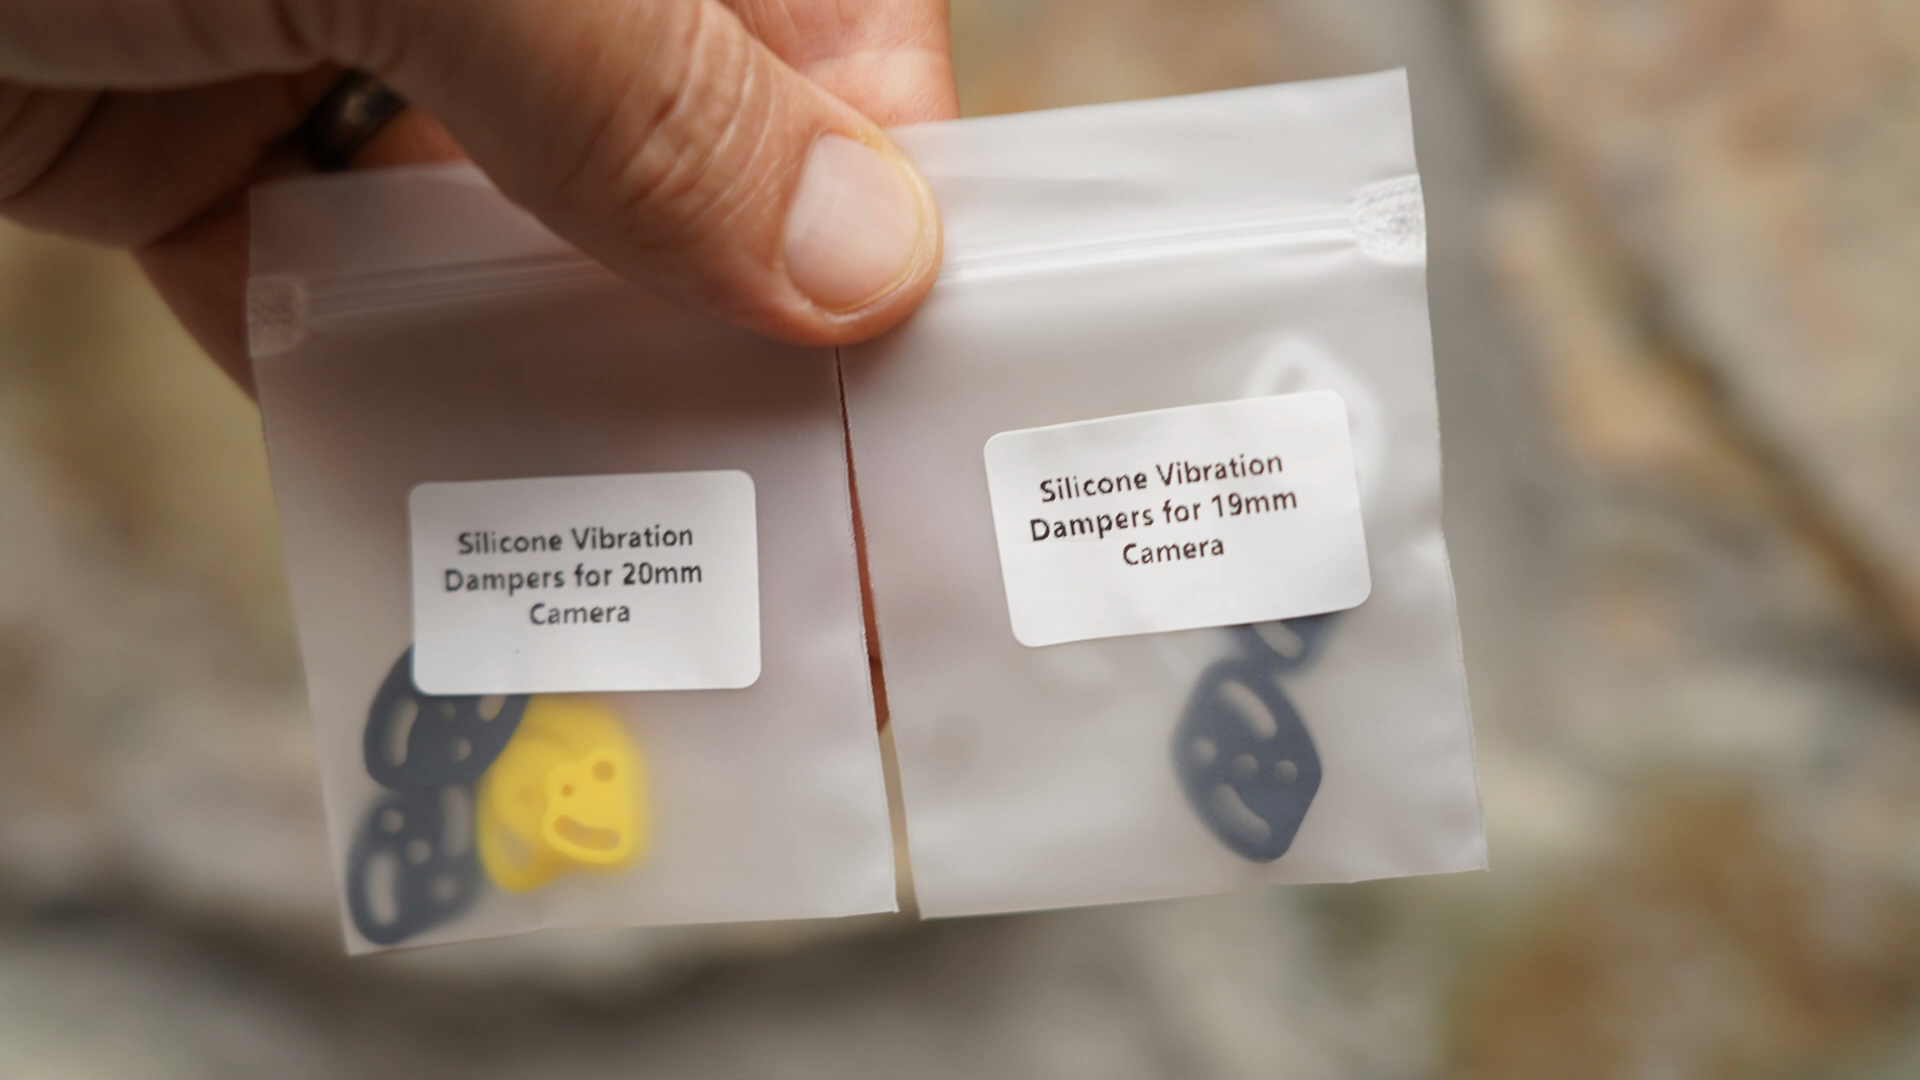 Silicone Vibration
Dampers for 20mm
Camera
Silicone Vibration
Dampers for 19mm
Camera